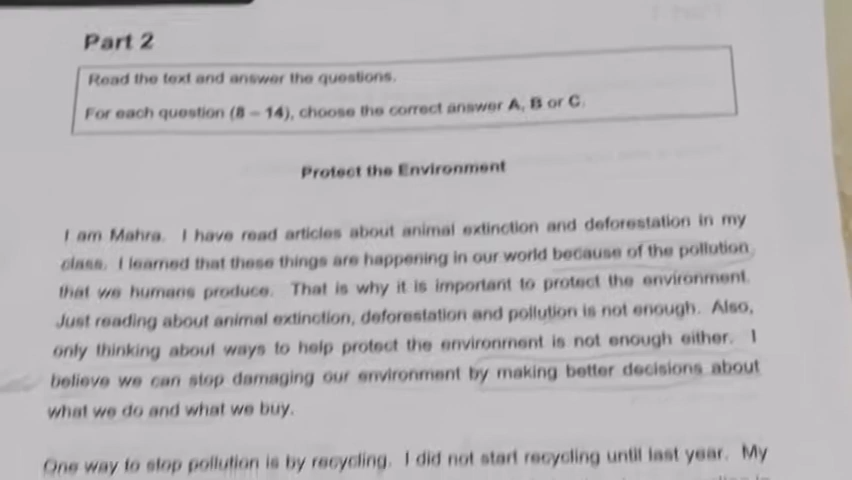 Part 2
Read the text and answer the questions.
For each question (8 – 14), choose the correct answer A, B or C.
Protect the Environment
I am Mahra. I have read articles about animal extinction and deforestation in my
class. I learned that these things are happening in our world because of the pollution
that we humans produce. That is why it is important to protect the environment.
Just reading about animal extinction, deforestation and pollution is not enough. Also,
only thinking about ways to help protect the environment is not enough either. I
believe we can stop damaging our environment by making better decisions about
what we do and what we buy.
One way to stop pollution is by recycling. I did not start recycling until last year. My